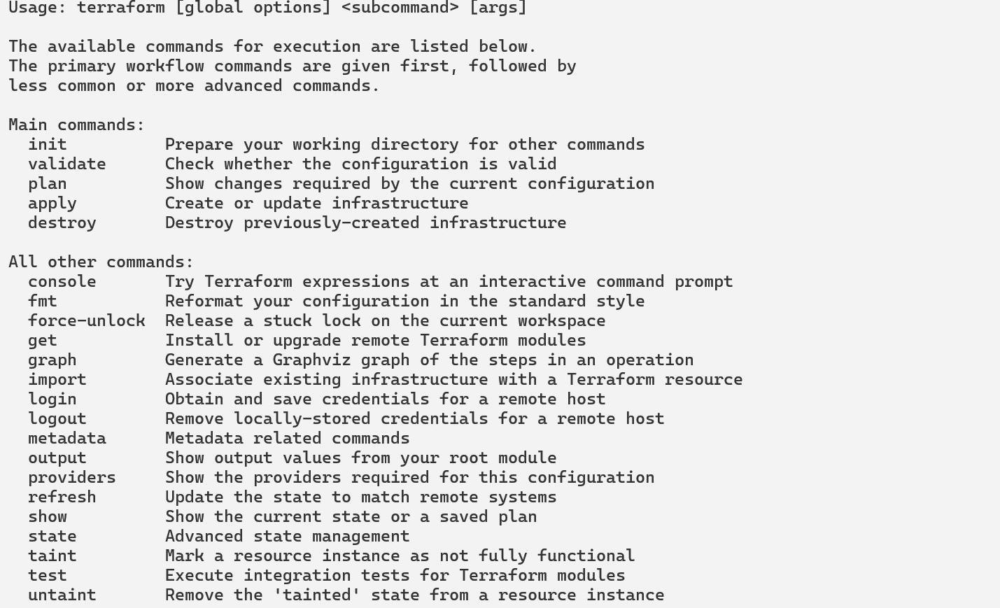 Usage: terraform [global options] <subcommand> [args]

The available commands for execution are listed below.
The primary workflow commands are given first, followed by
less common or more advanced commands.

Main commands:
  init          Prepare your working directory for other commands
  validate      Check whether the configuration is valid
  plan          Show changes required by the current configuration
  apply         Create or update infrastructure
  destroy       Destroy previously-created infrastructure

All other commands:
  console       Try Terraform expressions at an interactive command prompt
  fmt           Reformat your configuration in the standard style
  force-unlock  Release a stuck lock on the current workspace
  get           Install or upgrade remote Terraform modules
  graph         Generate a Graphviz graph of the steps in an operation
  import        Associate existing infrastructure with a Terraform resource
  login         Obtain and save credentials for a remote host
  logout        Remove locally-stored credentials for a remote host
  metadata      Metadata related commands
  output        Show output values from your root module
  providers     Show the providers required for this configuration
  refresh       Update the state to match remote systems
  show          Show the current state or a saved plan
  state         Advanced state management
  taint         Mark a resource instance as not fully functional
  test          Execute integration tests for Terraform modules
  untaint       Remove the 'tainted' state from a resource instance